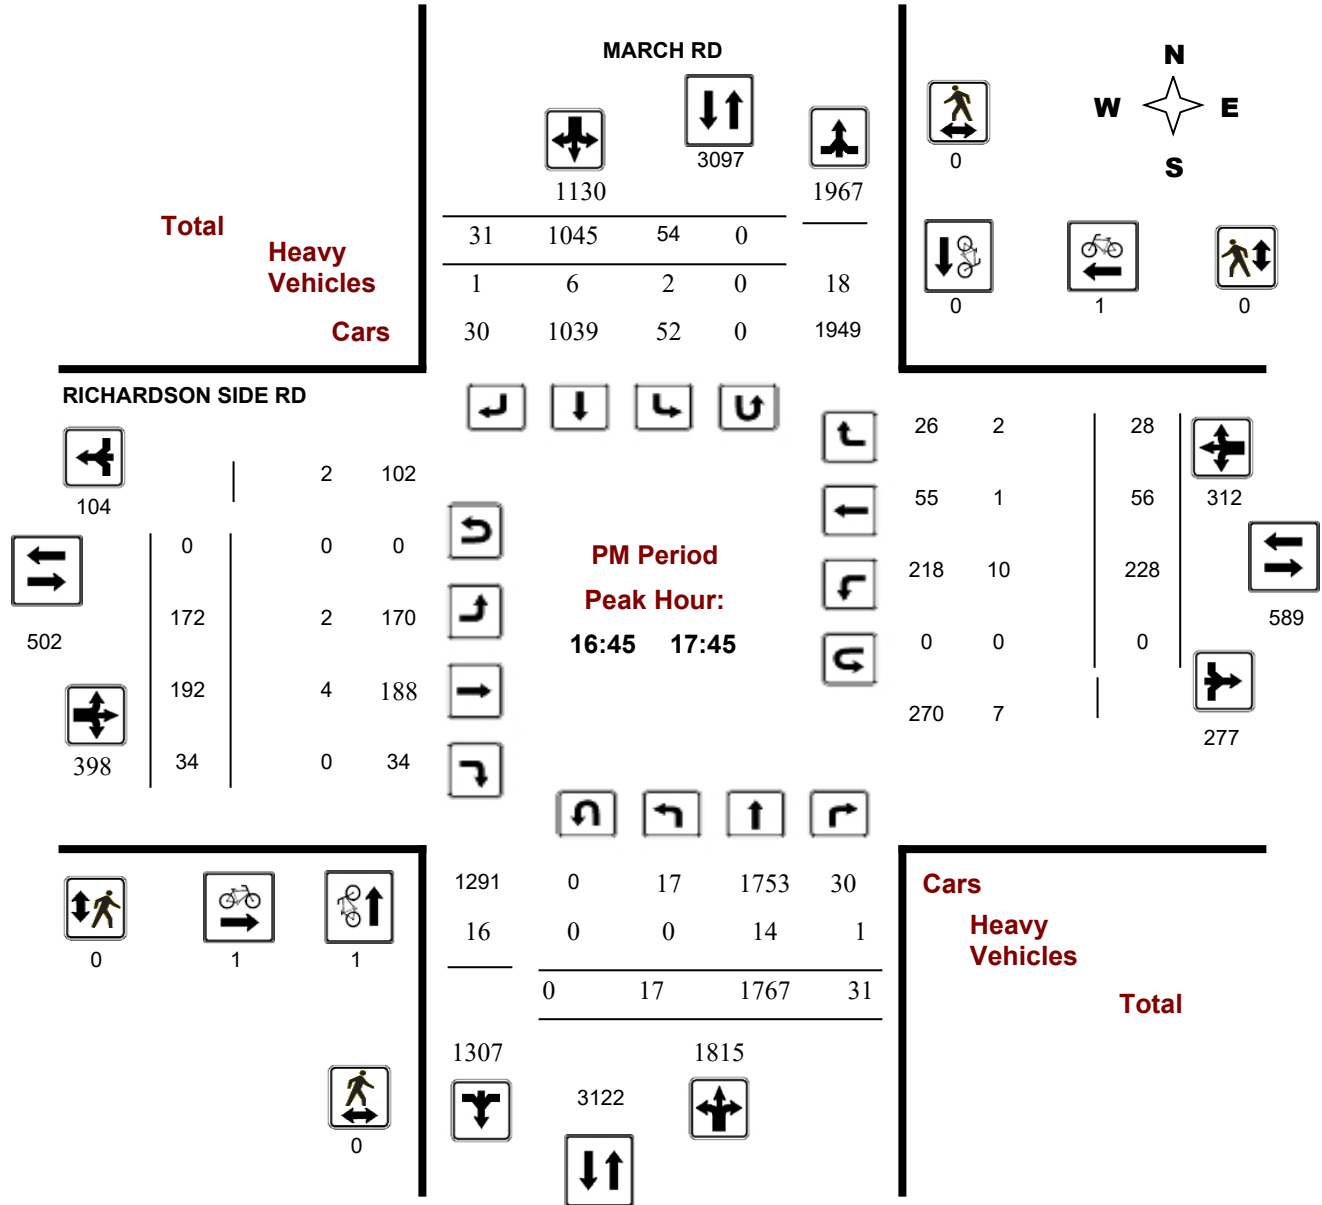 MARCH RD
N
W E
S
3097
0
1130 1967
Total
31 1045 54 0
Heavy
Vehicles
1 6 2 0 18
0 1 0
Cars
30 1039 52 0 1949
RICHARDSON SIDE RD
26 2 28
2 102
104
55 1 56
312
0 0 0
PM Period
218 10 228
Peak Hour:
172 2 170
589
502
16:45 17:45
0 0 0
192 4 188
270 7
277
398
34 0 34
1291 0 17 1753 30
Cars
16 0 0 14 1
Heavy
Vehicles
0 1 1
0 17 1767 31
Total
1307 1815
3122
0